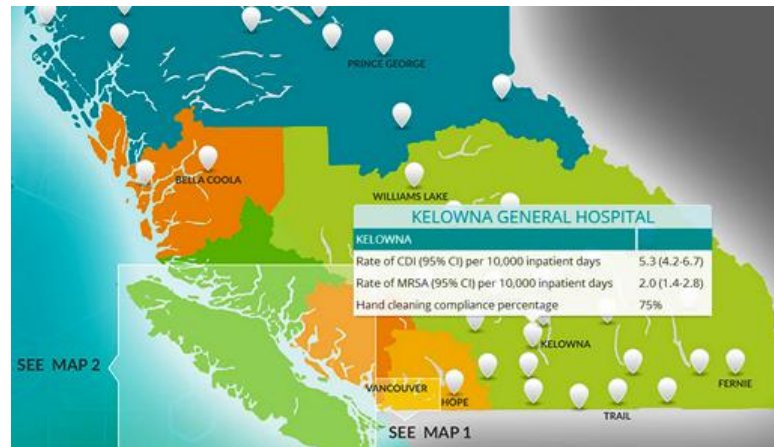 PRINCE GEORGE
BELLA COOLA
WILLIAMS LAKE
KELOWNA GENERAL HOSPITAL
KELOWNA
Rate of CDI (95% CI) per 10,000 inpatient days 5.3 (4.2-6.7)
Rate of MRSA (95% CI) per 10,000 inpatient days 2.0 (1.4-2.8)
Hand cleaning compliance percentage 75%
KELOWNA
SEE MAP 2
VANCOUVER
HOPE
FERNIE
TRAIL
SEE MAP 1